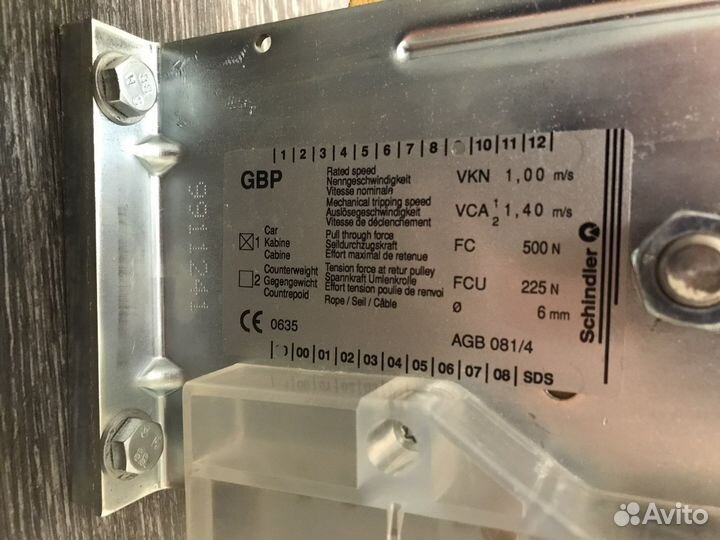 |1|2|3|4|5|6|7|8| |10|11|12|
GBP
Rated speed
Nenngeschwindigkeit
Vitesse nominale
VKN 1,00 m/s
Mechanical tripping speed
Auslösegeschwindigkeit
Vitesse de déclenchement
VCA 1 2 1,40 m/s
☒1 Car
Kabine
Cabine
Pull through force
Seildurchzugskraft
Effort maximal de retenue
FC 500 N
☐2 Counterweight
Gegengewicht
Countrepoid
Tension force at retur pulley
Spannkraft Umlenkrolle
Effort tension poulie de renvoi
FCU 225 N
Rope / Seil / Câble
Ø 6 mm
CE 0635
AGB 081/4
|00|01|02|03|04|05|06|07|08|SDS
Schindler
9611244
Avito